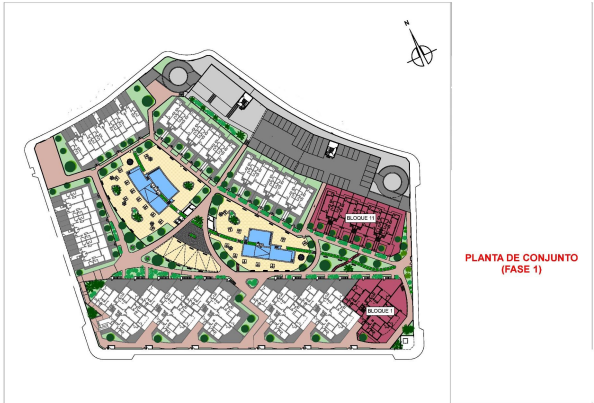 N
BLOQUE 11
PLANTA DE CONJUNTO
(FASE 1)
BLOQUE 1